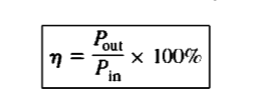 η = P_out / P_in × 100%